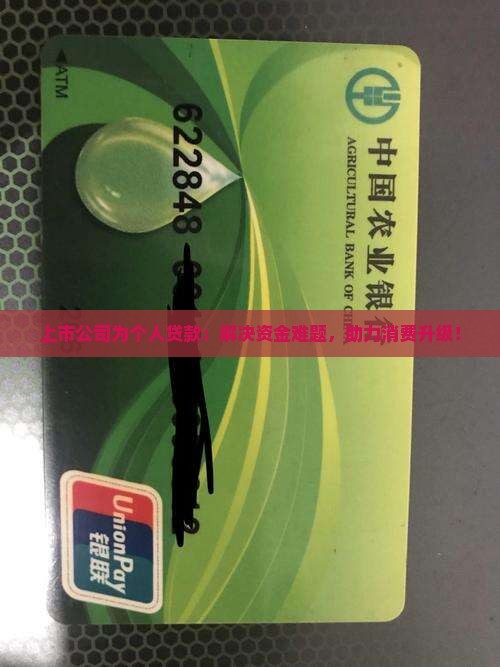 中国农业银行
AGRICULTURAL BANK OF
ATM
622848
上市公司为个人贷款：解决资金难题，助力消费升级！
UnionPay
银联